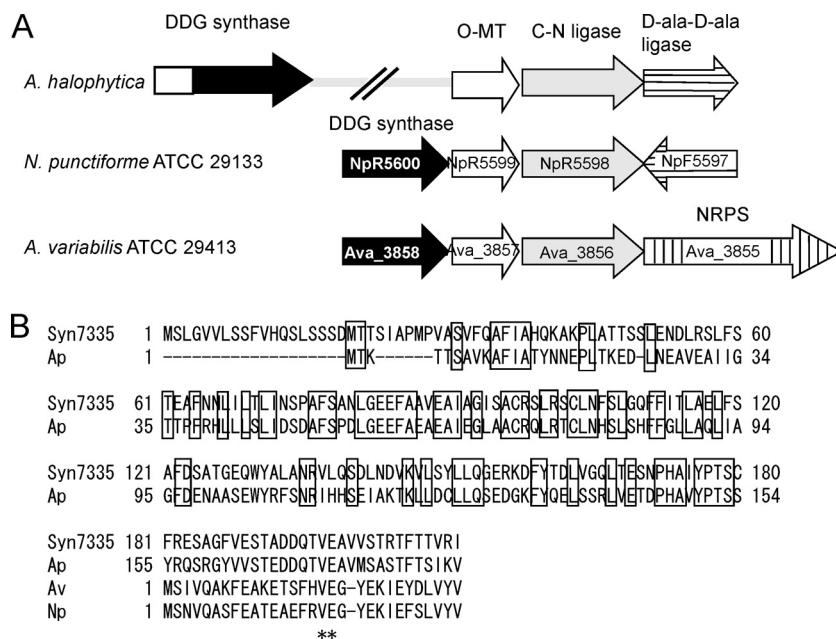 A
DDG synthase
O-MT
C-N ligase
D-ala-D-ala
ligase
A. halophytica
DDG synthase
N. punctiforme ATCC 29133
NpR5600
NpR5599
NpR5598
NpF5597
NRPS
A. variabilis ATCC 29413
Ava_3858
Ava_3857
Ava_3856
Ava_3855
B
Syn7335 1 MSLGVVLSSFVHQSLSSSDMTTSIAPMPVASVFQAFIAHQKAKPLATTSSLENDLRSLFS 60
Ap 1 -------------------MTK------TTSAVKAFIATYNNEPLTKED-LNEAVEAIIG 34
Syn7335 61 TEAFNNLILTLINSPAFSANLGEEFAAVEAIAGISACRSLRSCLNFSLGQFFITLAELFS 120
Ap 35 TTPFRHLLLSLIDSDAFSPDLGEEFAEAEAIEGLAACRQLRTCLNHSLSHFFGLLAQLIA 94
Syn7335 121 AFDSATGEQWYALANRVLQSDLNDVKVLSYLLQGERKDFYTDLVGQLTESNPHAIYPTSC 180
Ap 95 GFDENAASEWYRFSNRIHHSEIAKTKLLDCLLQSEDGKFYQELSSRLVETDPHAVYPTSS 154
Syn7335 181 FRESAGFVESTADDQTVEAVVSTRTFTTVRI
Ap 155 YRQSRGYVVSTEDDQTVEAVMSASTFTSIKV
Av 1 MSIVQAKFEAKETSFHVEG-YEKIEYDLVYV
Np 1 MSNVQASFEATEAEFRVEG-YEKIEFSLVYV
**